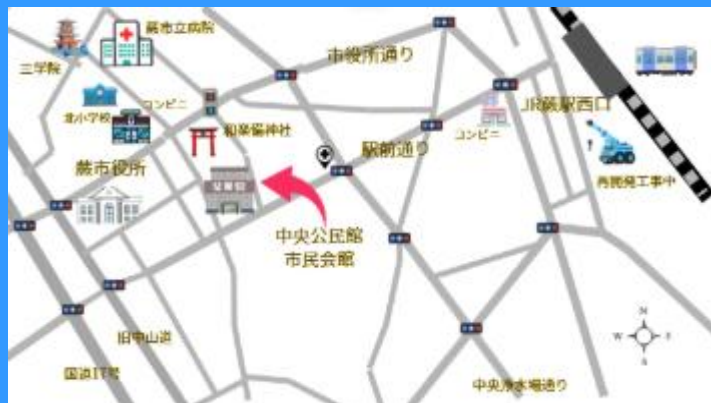 蕨市立病院
三学院
市役所通り
コンビニ
北小学校
JR蕨駅西口
和楽備神社
コンビニ
駅前通り
蕨市役所
再開発工事中
中央公民館
市民会館
N
W
E
S
旧中山道
国道17号
中央浄水場通り